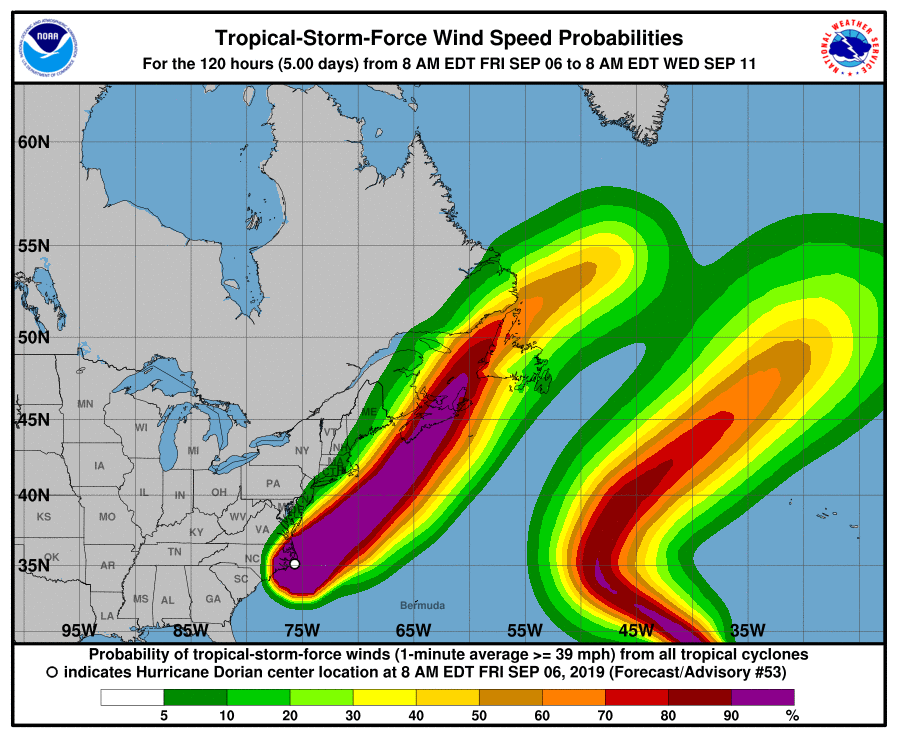 Tropical-Storm-Force Wind Speed Probabilities
For the 120 hours (5.00 days) from 8 AM EDT FRI SEP 06 to 8 AM EDT WED SEP 11
NOAA
NATIONAL WEATHER SERVICE
60N
55N
50N
45N
40N
35N
MN
WI
MI
IA
IL
IN
OH
PA
NY
VT
NH
ME
MA
KS
MO
KY
WV
VA
OK
AR
TN
NC
SC
MS
AL
GA
LA
Bermuda
95W
85W
75W
65W
55W
45W
35W
Probability of tropical-storm-force winds (1-minute average >= 39 mph) from all tropical cyclones
indicates Hurricane Dorian center location at 8 AM EDT FRI SEP 06, 2019 (Forecast/Advisory #53)
5 10 20 30 40 50 60 70 80 90 %